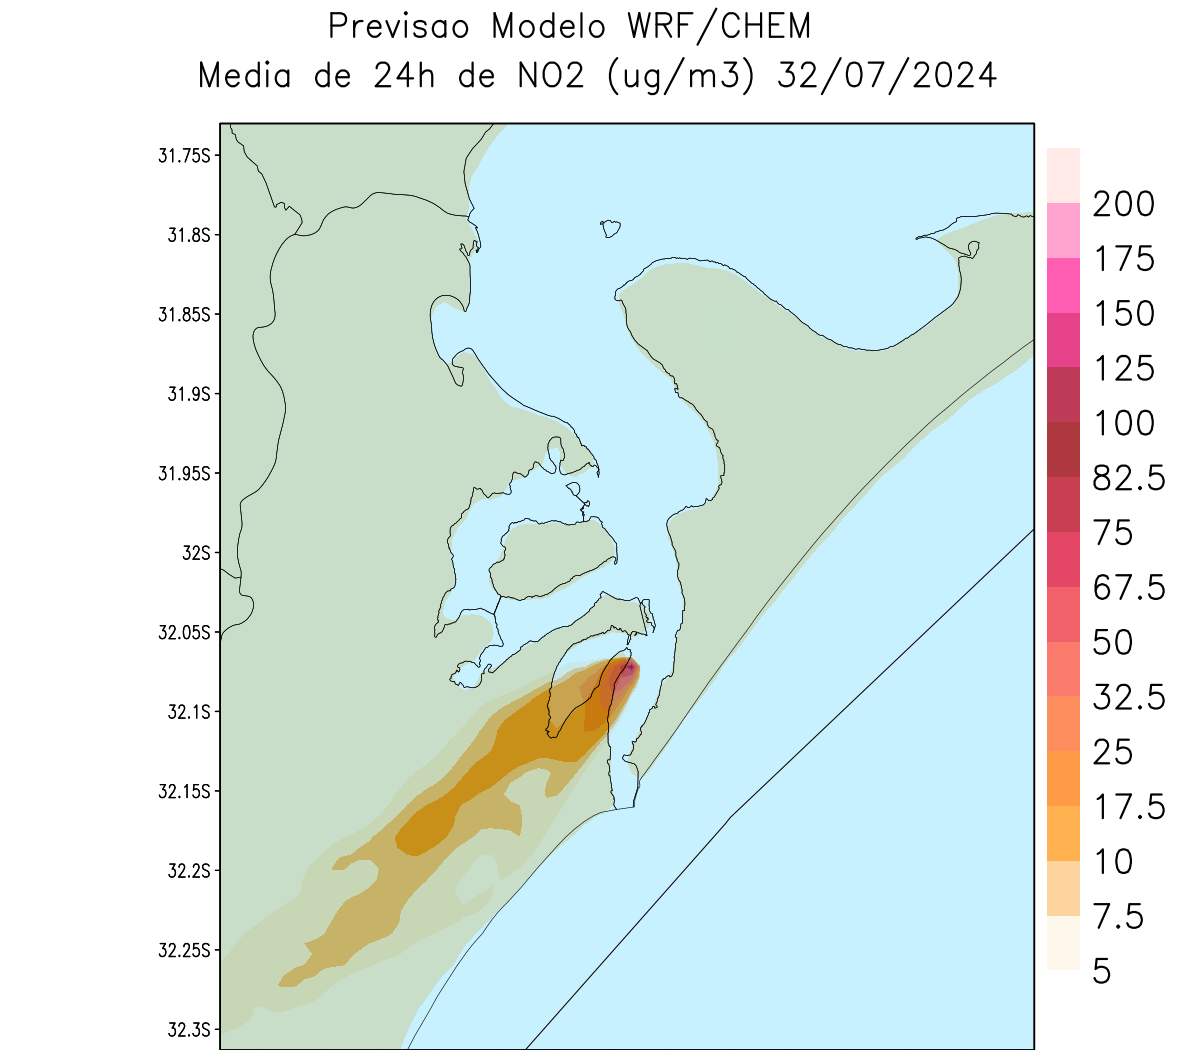 Previsao Modelo WRF/CHEM
Media de 24h de NO2 (ug/m3) 32/07/2024
31.75S
31.8S
31.85S
31.9S
31.95S
32S
32.05S
32.1S
32.15S
32.2S
32.25S
32.3S
200
175
150
125
100
82.5
75
67.5
50
32.5
25
17.5
10
7.5
5